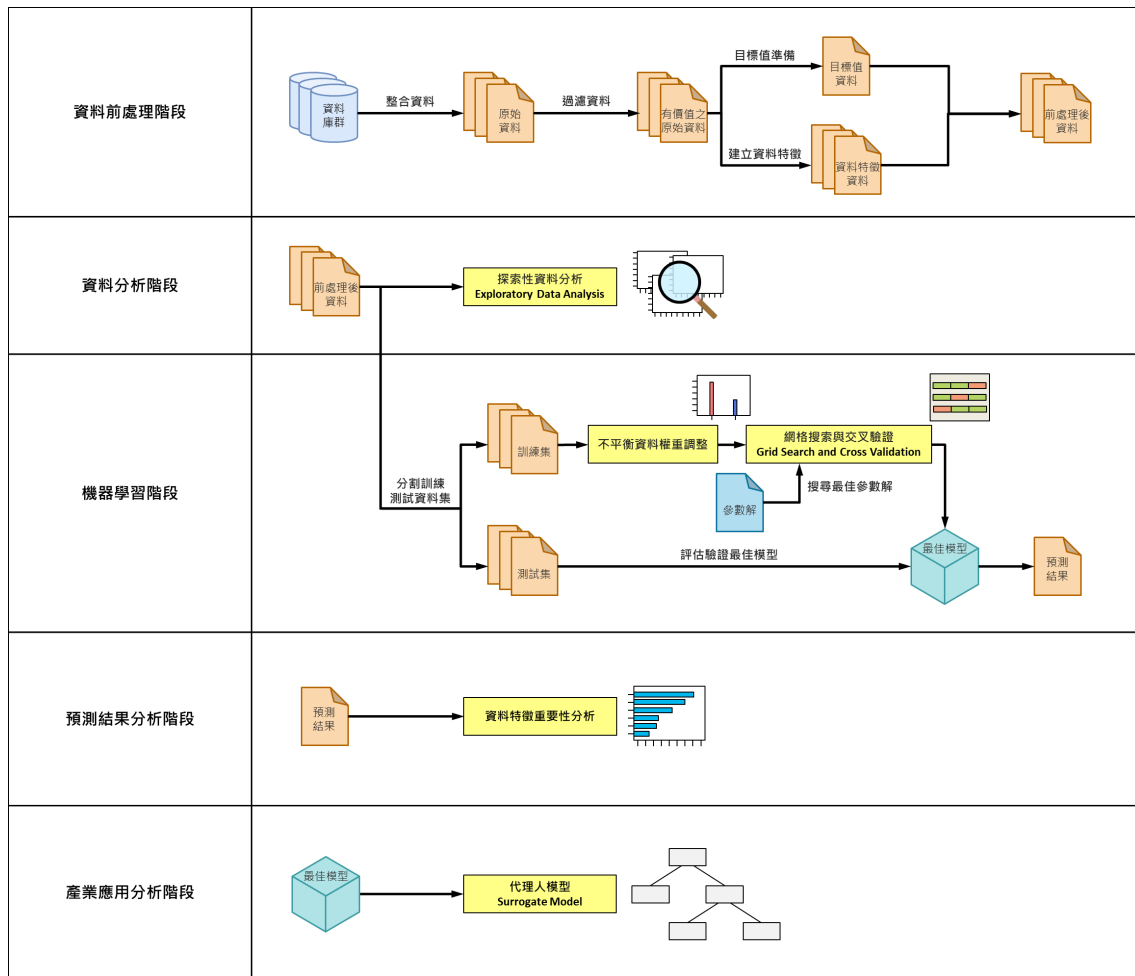 資料前處理階段
資料
庫群
整合資料
原始
資料
過濾資料
有價值之
原始資料
目標值準備
目標值
資料
建立資料特徵
資料特徵
資料
前處理後
資料
資料分析階段
前處理後
資料
探索性資料分析
Exploratory Data Analysis
機器學習階段
分割訓練
測試資料集
訓練集
不平衡資料權重調整
網格搜索與交叉驗證
Grid Search and Cross Validation
參數解
搜尋最佳參數解
測試集
評估驗證最佳模型
最佳模型
預測
結果
預測結果分析階段
預測
結果
資料特徵重要性分析
產業應用分析階段
最佳模型
代理人模型
Surrogate Model